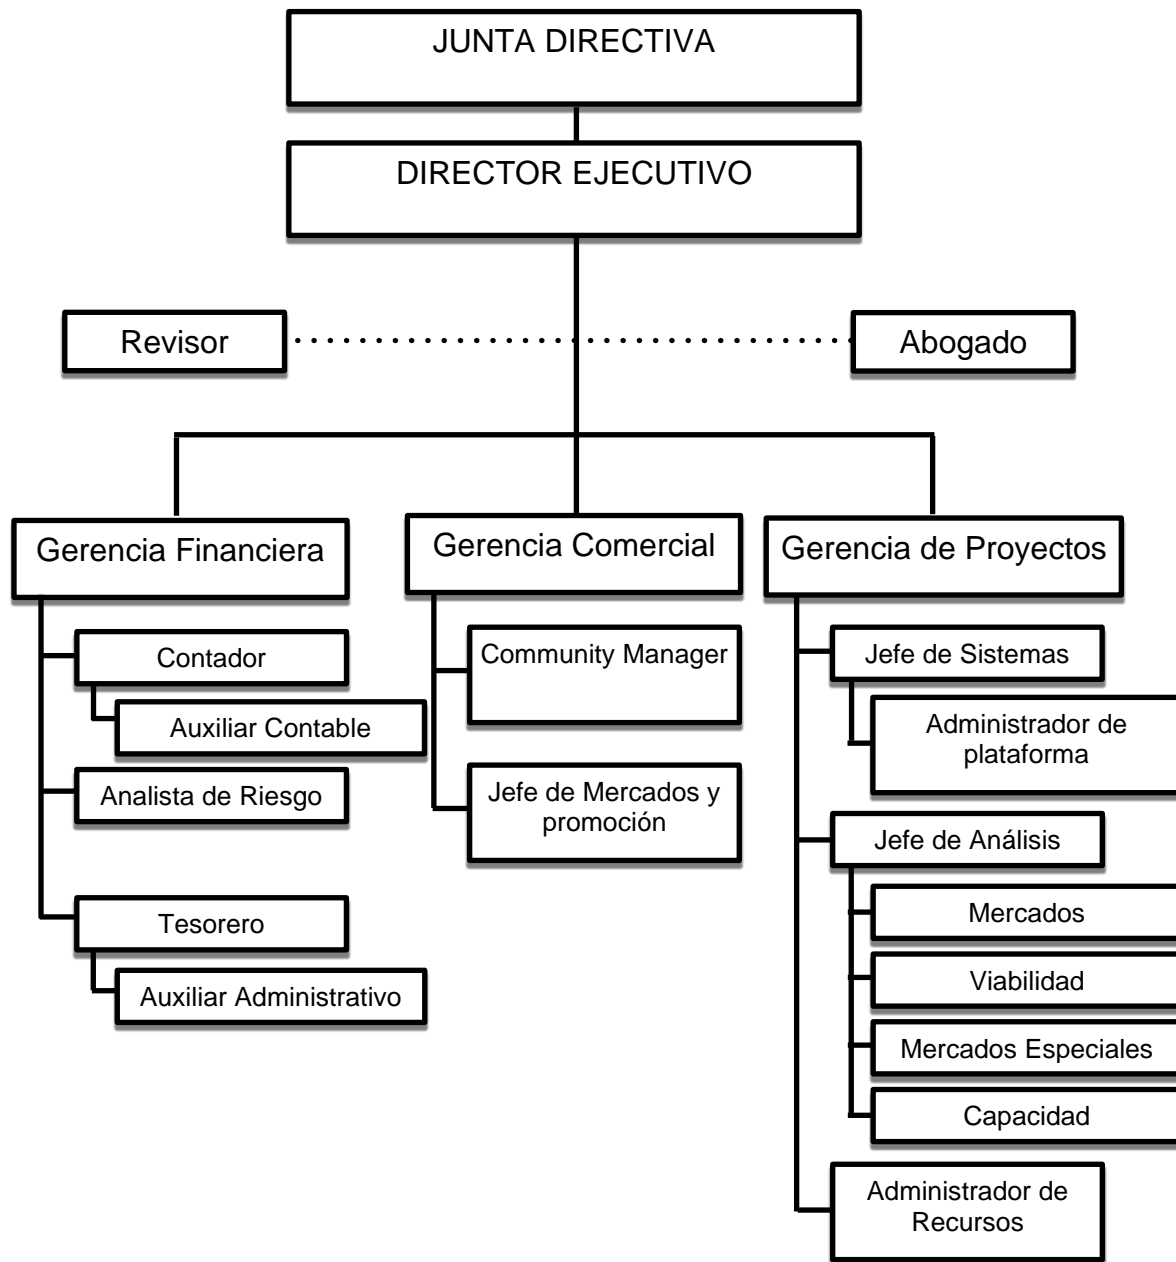 JUNTA DIRECTIVA
DIRECTOR EJECUTIVO
Revisor
Abogado
Gerencia Financiera
Contador
Auxiliar Contable
Analista de Riesgo
Tesorero
Auxiliar Administrativo
Gerencia Comercial
Community Manager
Jefe de Mercados y
promoción
Gerencia de Proyectos
Jefe de Sistemas
Administrador de
plataforma
Jefe de Análisis
Mercados
Viabilidad
Mercados Especiales
Capacidad
Administrador de
Recursos